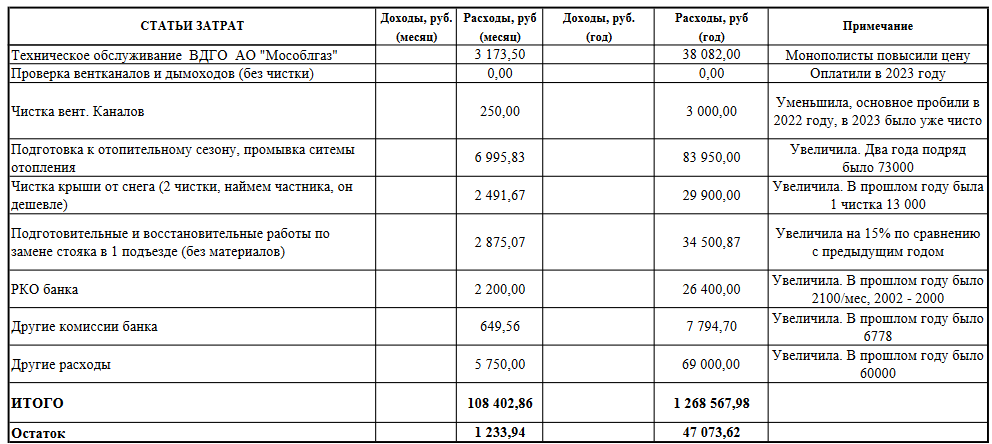 СТАТЬИ ЗАТРАТ Доходы, руб. (месяц) Расходы, руб (месяц) Доходы, руб. (год) Расходы, руб (год) Примечание
Техническое обслуживание ВДГО АО "Мособлгаз" 3 173,50 38 082,00 Монополисты повысили цену
Проверка вентканалов и дымоходов (без чистки) 0,00 0,00 Оплатили в 2023 году
Чистка вент. Каналов 250,00 3 000,00 Уменьшила, основное пробили в
2022 году, в 2023 было уже чисто
Подготовка к отопительному сезону, промывка ситемы
отопления 6 995,83 83 950,00 Увеличила. Два года подряд
было 73000
Чистка крыши от снега (2 чистки, наймем частника, он
дешевле) 2 491,67 29 900,00 Увеличила. В прошлом году была
1 чистка 13 000
Подготовительные и восстановительные работы по
замене стояка в 1 подъезде (без материалов) 2 875,07 34 500,87 Увеличила на 15% по сравнению
с предыдущим годом
РКО банка 2 200,00 26 400,00 Увеличила. В прошлом году было
2100/мес, 2002 - 2000
Другие комиссии банка 649,56 7 794,70 Увеличила. В прошлом году было
6778
Другие расходы 5 750,00 69 000,00 Увеличила. В прошлом году было
60000
ИТОГО 108 402,86 1 268 567,98
Остаток 1 233,94 47 073,62